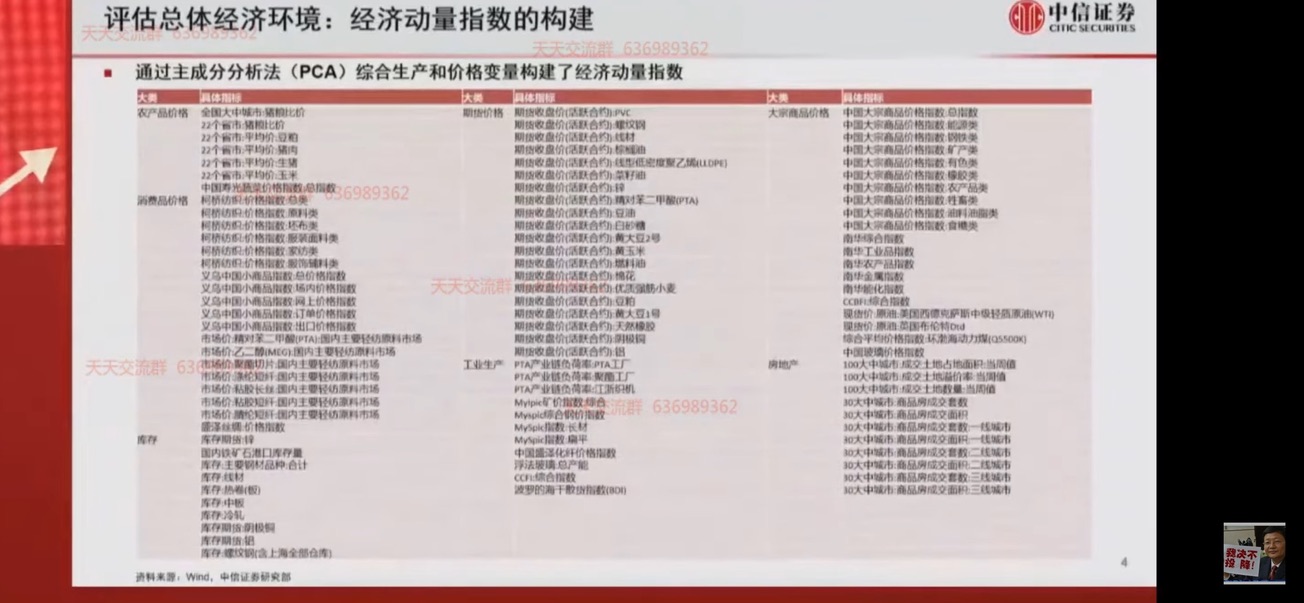 评估总体经济环境：经济动量指数的构建
中信证券
CITIC SECURITIES
天天交流群 636989362
天天交流群 636989362
通过主成分分析法（PCA）综合生产和价格变量构建了经济动量指数
大类 具体指标
农产品价格 全国大中城市:猪粮比价
22个省市:猪粮比价
22个省市:平均价:豆粕
22个省市:平均价:猪肉
22个省市:平均价:生猪
22个省市:平均价:玉米
中国寿光蔬菜价格指数:总指数
消费品价格 柯桥纺织:价格指数:总类
柯桥纺织:价格指数:原料类
柯桥纺织:价格指数:坯布类
柯桥纺织:价格指数:服装面料类
柯桥纺织:价格指数:家纺类
柯桥纺织:价格指数:服饰辅料类
义乌中国小商品指数:总价格指数
义乌中国小商品指数:场内价格指数
义乌中国小商品指数:网上价格指数
义乌中国小商品指数:订单价格指数
义乌中国小商品指数:出口价格指数
市场价:精对苯二甲酸(PTA):国内主要轻纺原料市场
市场价:乙二醇(MEG):国内主要轻纺原料市场
市场价:聚酯切片:国内主要轻纺原料市场
市场价:涤纶短纤:国内主要轻纺原料市场
市场价:粘胶长丝:国内主要轻纺原料市场
市场价:粘胶短纤:国内主要轻纺原料市场
市场价:腈纶短纤:国内主要轻纺原料市场
盛泽丝绸:价格指数
库存 库存期货:锌
国内铁矿石港口库存量
库存:主要钢材品种:合计
库存:线材
库存:热卷(板)
库存:中板
库存:冷轧
库存期货:阴极铜
库存期货:铝
库存:螺纹钢(含上海全部仓库)
大类 具体指标
期货价格 期货收盘价(活跃合约):PVC
期货收盘价(活跃合约):螺纹钢
期货收盘价(活跃合约):线材
期货收盘价(活跃合约):棕榈油
期货收盘价(活跃合约):线型低密度聚乙烯(LLDPE)
期货收盘价(活跃合约):菜籽油
期货收盘价(活跃合约):锌
期货收盘价(活跃合约):精对苯二甲酸(PTA)
期货收盘价(活跃合约):豆油
期货收盘价(活跃合约):白砂糖
期货收盘价(活跃合约):黄大豆2号
期货收盘价(活跃合约):黄玉米
期货收盘价(活跃合约):燃料油
期货收盘价(活跃合约):棉花
期货收盘价(活跃合约):优质强筋小麦
期货收盘价(活跃合约):豆粕
期货收盘价(活跃合约):黄大豆1号
期货收盘价(活跃合约):天然橡胶
期货收盘价(活跃合约):阴极铜
期货收盘价(活跃合约):铝
工业生产 PTA产业链负荷率:PTA工厂
PTA产业链负荷率:聚酯工厂
PTA产业链负荷率:江浙织机
Myipic矿价指数:综合
Myspic综合钢价指数
MySpic指数:长材
MySpic指数:扁平
中国盛泽化纤价格指数
浮法玻璃:总产能
CCFI:综合指数
波罗的海干散货指数(BDI)
大类 具体指标
大宗商品价格 中国大宗商品价格指数:总指数
中国大宗商品价格指数:能源类
中国大宗商品价格指数:钢铁类
中国大宗商品价格指数:矿产类
中国大宗商品价格指数:有色类
中国大宗商品价格指数:橡胶类
中国大宗商品价格指数:农产品类
中国大宗商品价格指数:牲畜类
中国大宗商品价格指数:油料油脂类
中国大宗商品价格指数:食糖类
南华综合指数
南华工业品指数
南华农产品指数
南华金属指数
南华能化指数
CCBFI:综合指数
现货价:原油:美国西德克萨斯中级轻质原油(WTI)
现货价:原油:英国布伦特Dtd
综合平均价格指数:环渤海动力煤(Q5500K)
中国玻璃价格指数
房地产 100大中城市:成交土地占地面积:当周值
100大中城市:成交土地溢价率:当周值
100大中城市:成交土地数量:当周值
30大中城市:商品房成交套数
30大中城市:商品房成交面积
30大中城市:商品房成交套数:一线城市
30大中城市:商品房成交面积:一线城市
30大中城市:商品房成交套数:二线城市
30大中城市:商品房成交面积:二线城市
30大中城市:商品房成交套数:三线城市
30大中城市:商品房成交面积:三线城市
636989362
天天交流群
天天交流群
交流群 636989362
资料来源：Wind，中信证券研究部
4
我决不
投降!